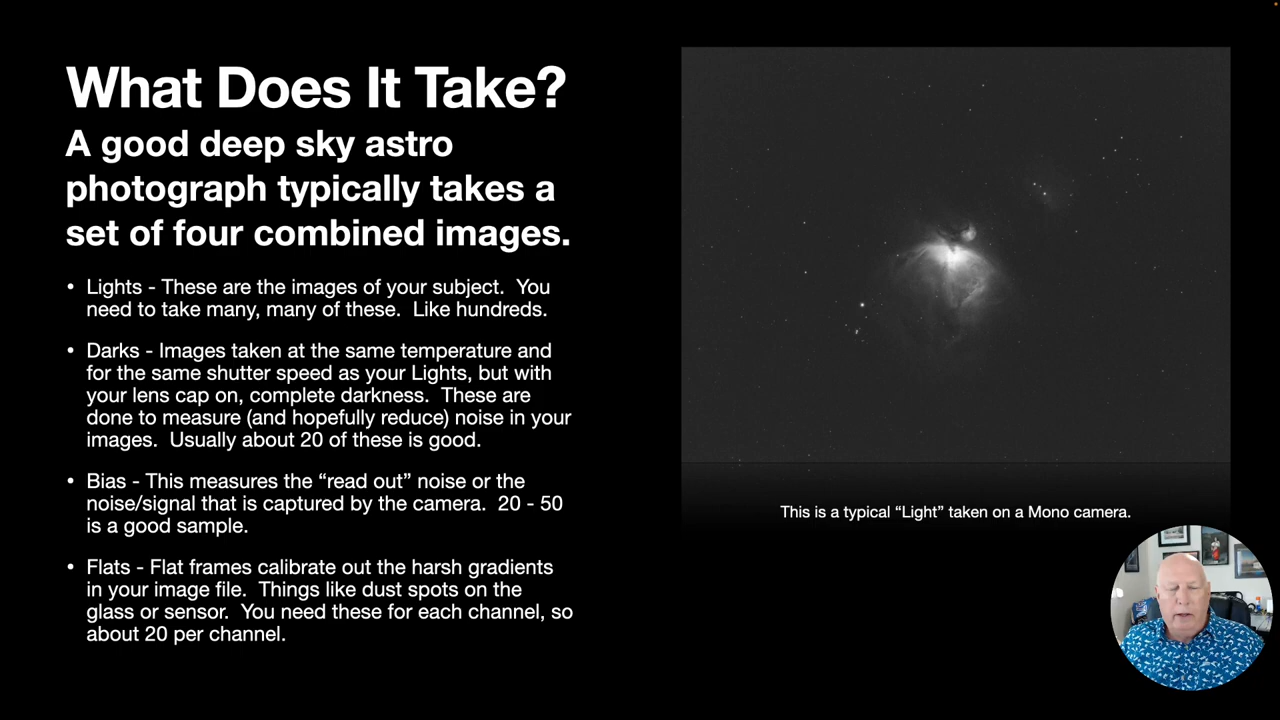 What Does It Take?
A good deep sky astro
photograph typically takes a
set of four combined images.
• Lights - These are the images of your subject.  You
need to take many, many of these.  Like hundreds.
• Darks - Images taken at the same temperature and
for the same shutter speed as your Lights, but with
your lens cap on, complete darkness.  These are
done to measure (and hopefully reduce) noise in your
images.  Usually about 20 of these is good.
• Bias - This measures the “read out” noise or the
noise/signal that is captured by the camera.  20 - 50
is a good sample.
• Flats - Flat frames calibrate out the harsh gradients
in your image file.  Things like dust spots on the
glass or sensor.  You need these for each channel, so
about 20 per channel.
This is a typical “Light” taken on a Mono camera.